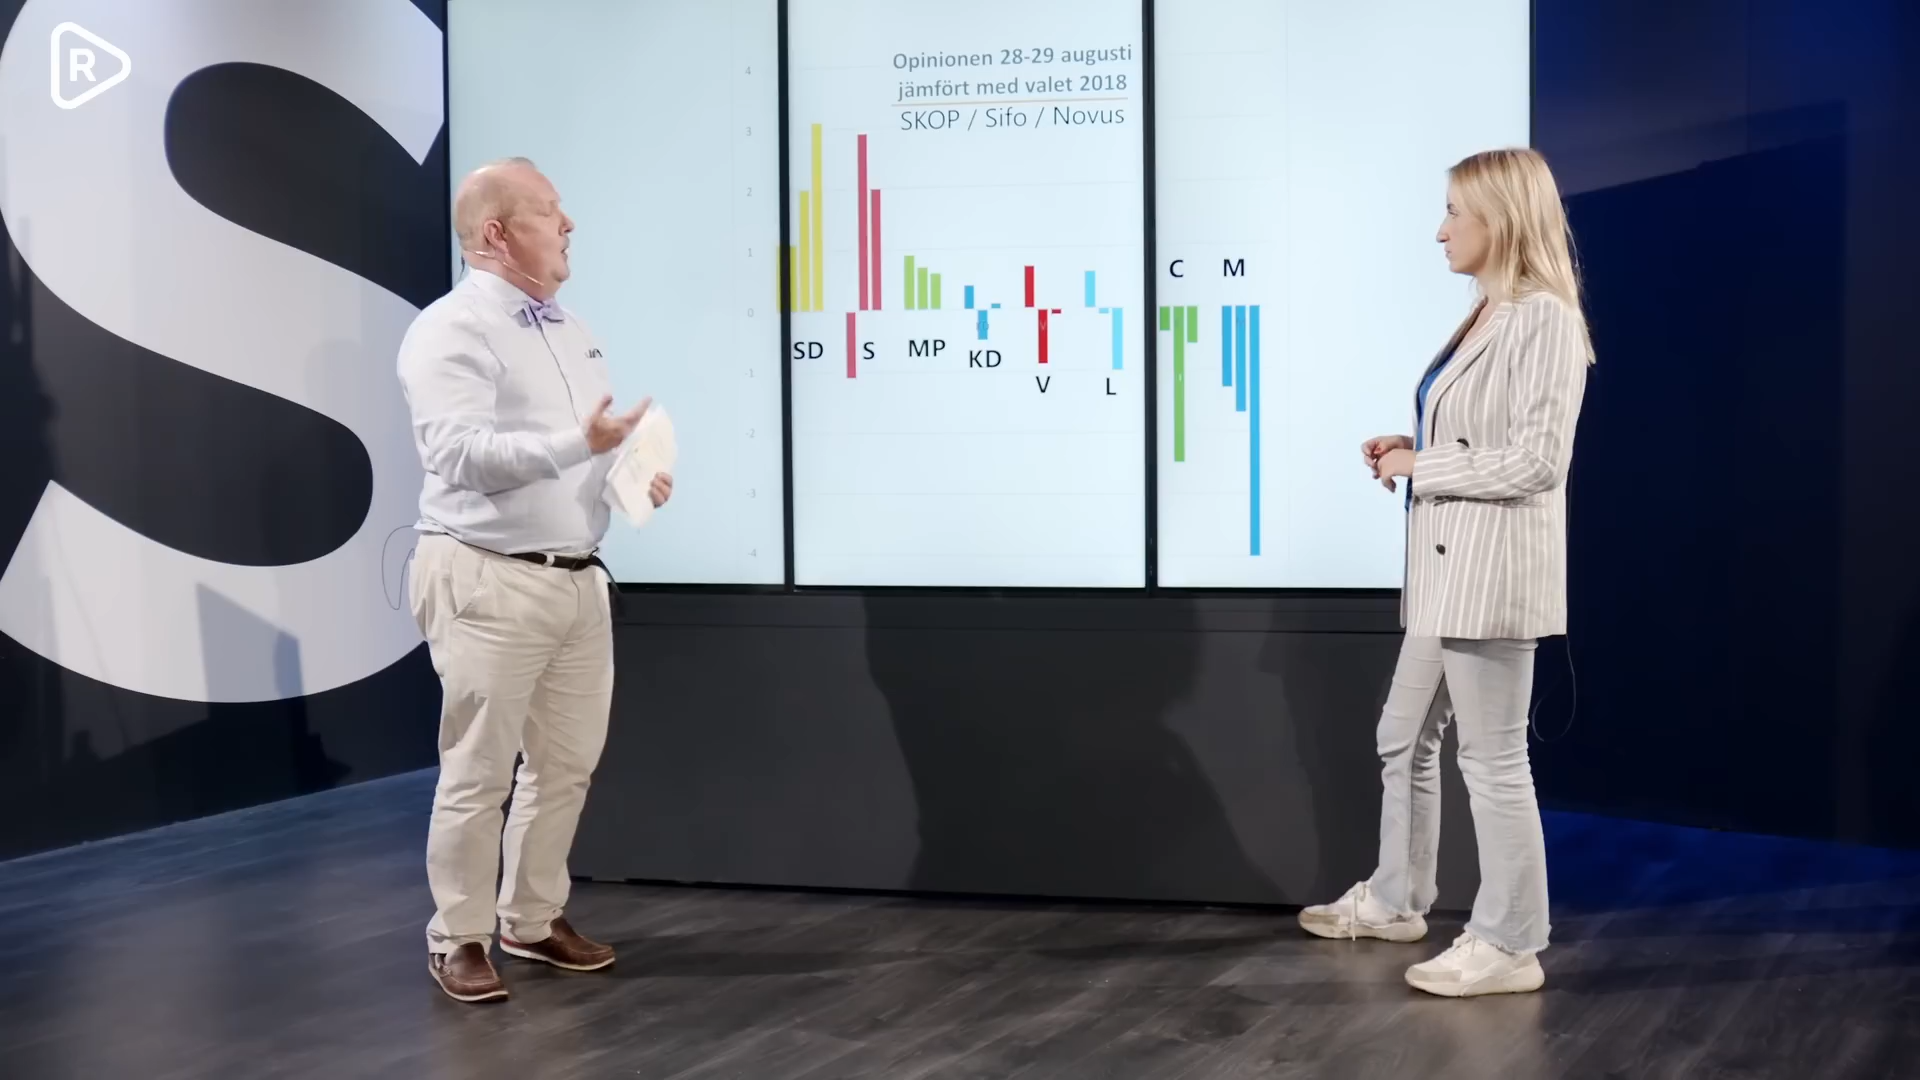 R
S
Opinionen 28-29 augusti
jämfört med valet 2018
SKOP / Sifo / Novus
4
3
2
1
0
-1
-2
-3
-4
SD
S
MP
KD
V
L
C
M